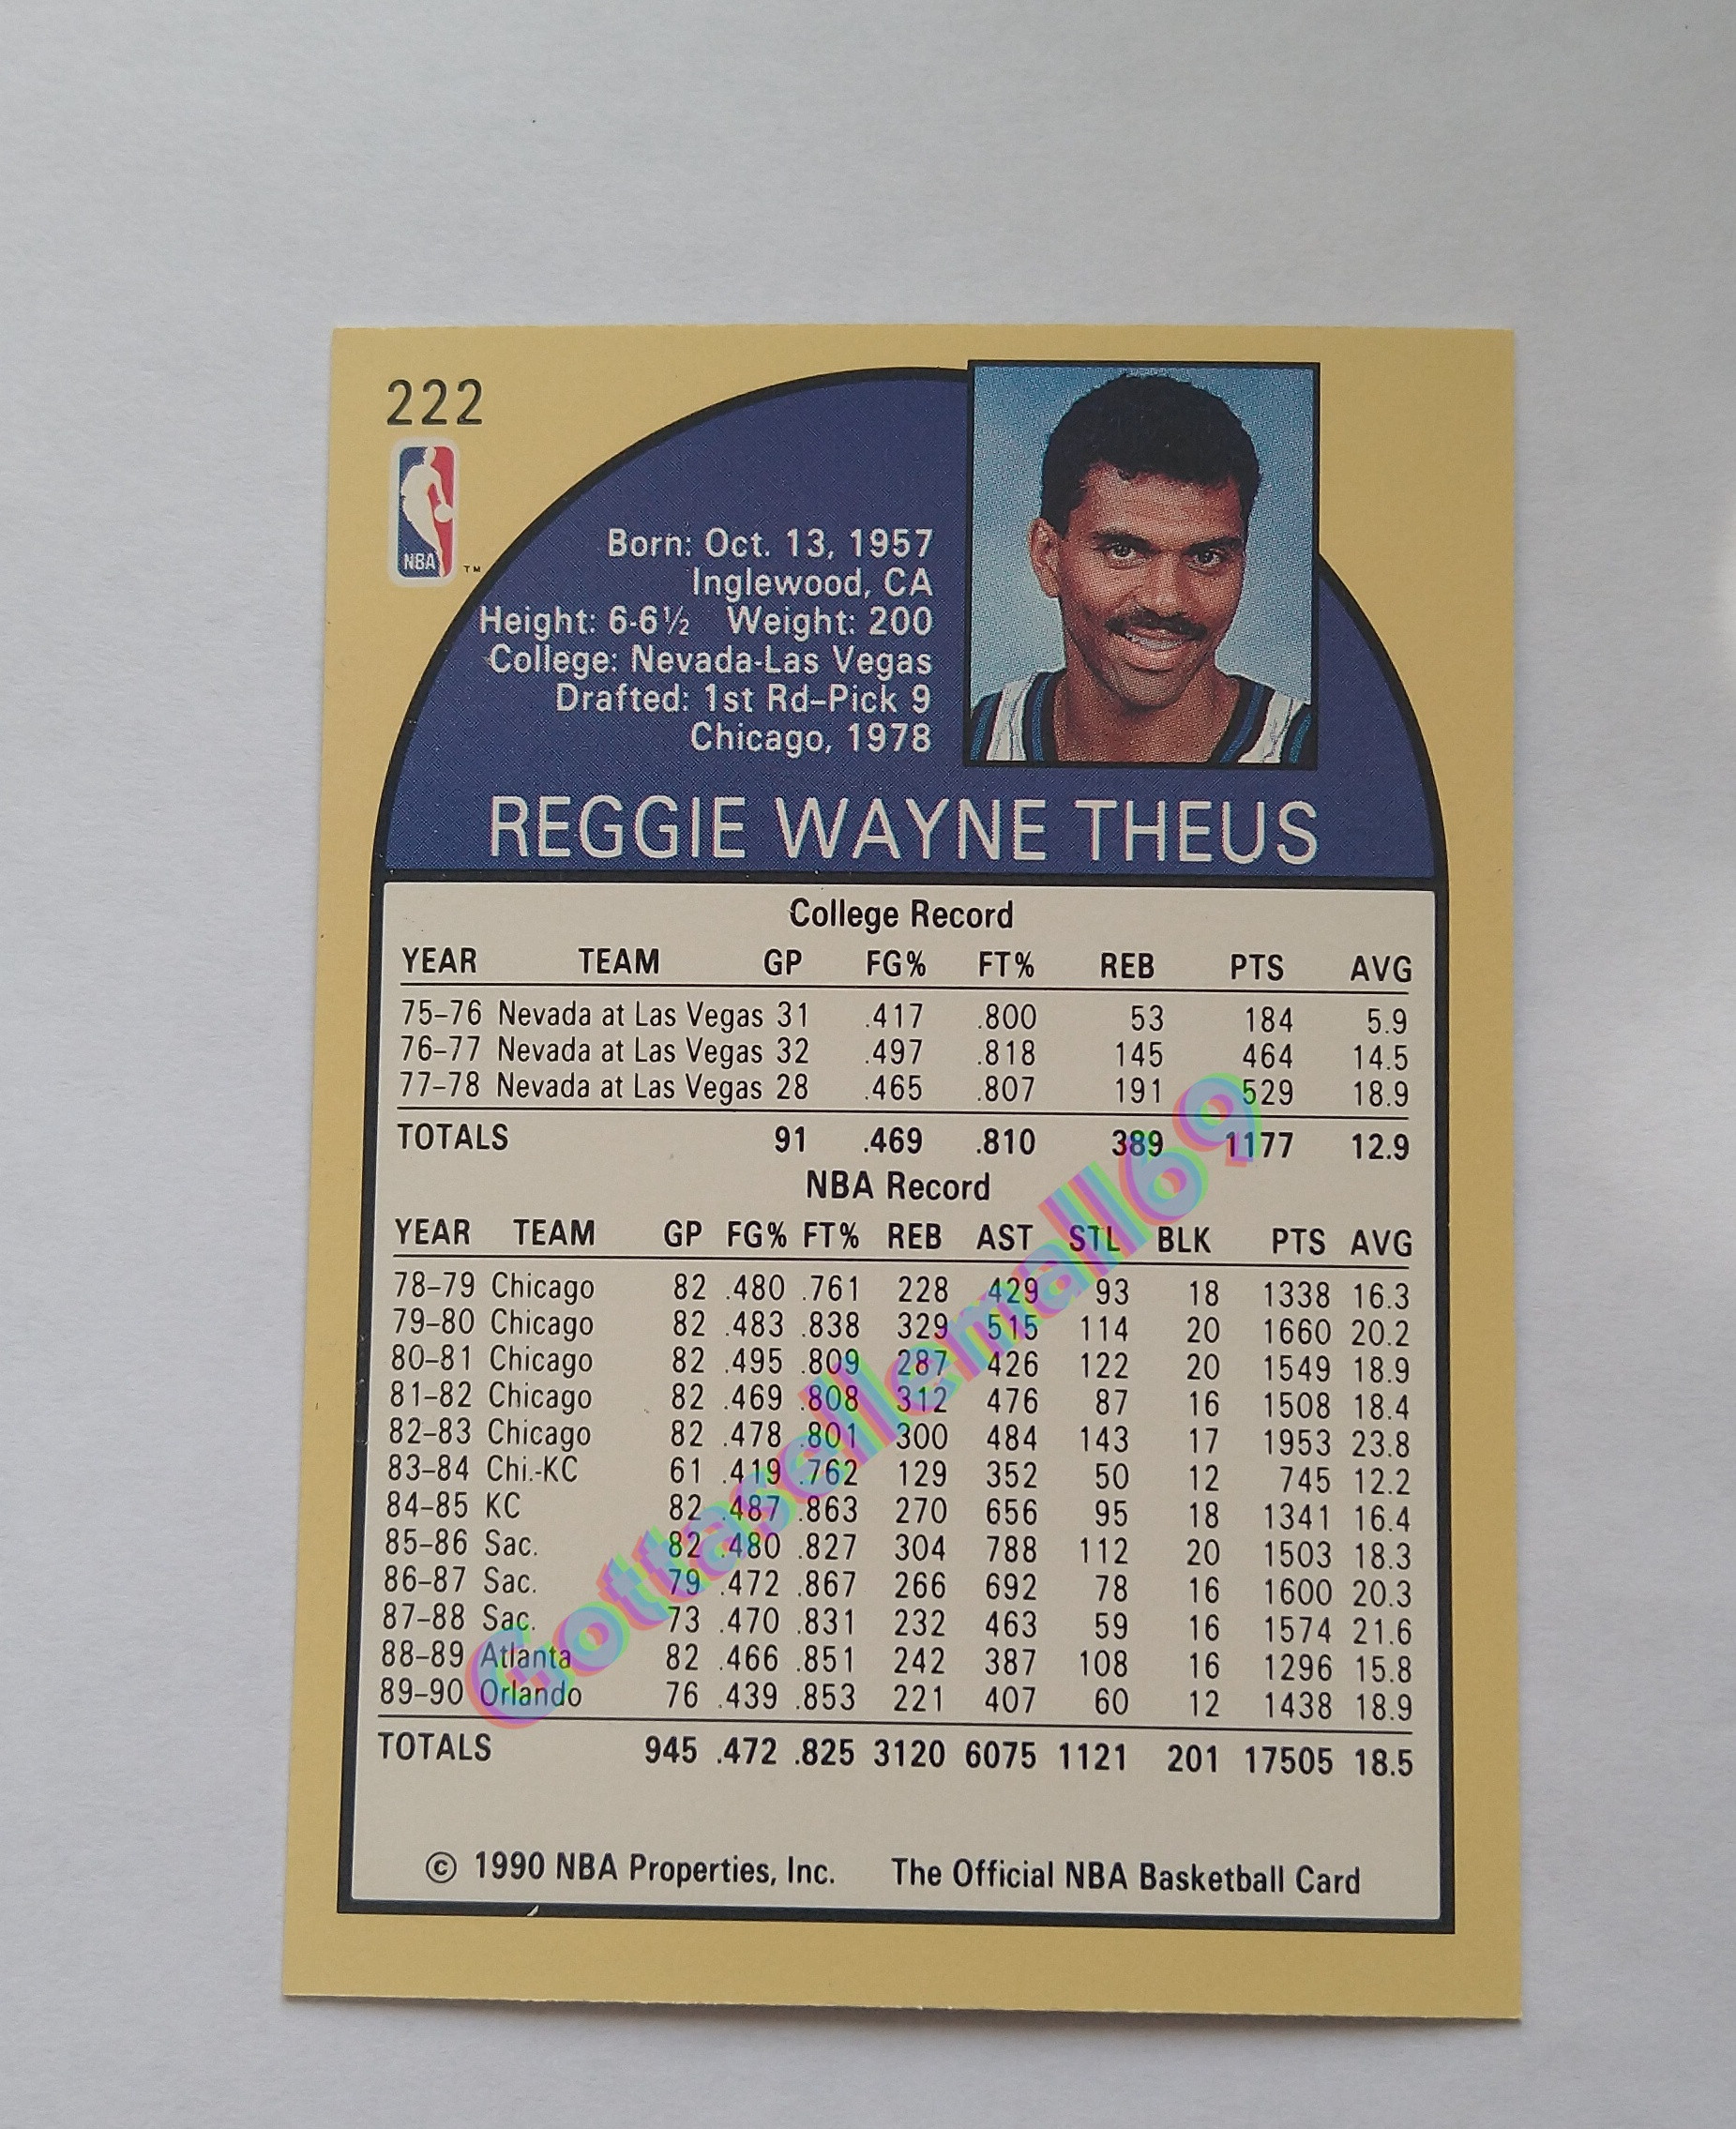 222
NBA
TM
Born: Oct. 13, 1957
Inglewood, CA
Height: 6-6½ Weight: 200
College: Nevada-Las Vegas
Drafted: 1st Rd–Pick 9
Chicago, 1978
REGGIE WAYNE THEUS
College Record
YEAR TEAM GP FG% FT% REB PTS AVG
75–76 Nevada at Las Vegas 31 .417 .800 53 184 5.9
76–77 Nevada at Las Vegas 32 .497 .818 145 464 14.5
77–78 Nevada at Las Vegas 28 .465 .807 191 529 18.9
TOTALS 91 .469 .810 389 1177 12.9
NBA Record
YEAR TEAM GP FG% FT% REB AST STL BLK PTS AVG
78–79 Chicago 82 .480 .761 228 429 93 18 1338 16.3
79–80 Chicago 82 .483 .838 329 515 114 20 1660 20.2
80–81 Chicago 82 .495 .809 287 426 122 20 1549 18.9
81–82 Chicago 82 .469 .808 312 476 87 16 1508 18.4
82–83 Chicago 82 .478 .801 300 484 143 17 1953 23.8
83–84 Chi.-KC 61 .419 .762 129 352 50 12 745 12.2
84–85 KC 82 .487 .863 270 656 95 18 1341 16.4
85–86 Sac. 82 .480 .827 304 788 112 20 1503 18.3
86–87 Sac. 79 .472 .867 266 692 78 16 1600 20.3
87–88 Sac. 73 .470 .831 232 463 59 16 1574 21.6
88–89 Atlanta 82 .466 .851 242 387 108 16 1296 15.8
89–90 Orlando 76 .439 .853 221 407 60 12 1438 18.9
TOTALS 945 .472 .825 3120 6075 1121 201 17505 18.5
© 1990 NBA Properties, Inc. The Official NBA Basketball Card
Gottasellemall69